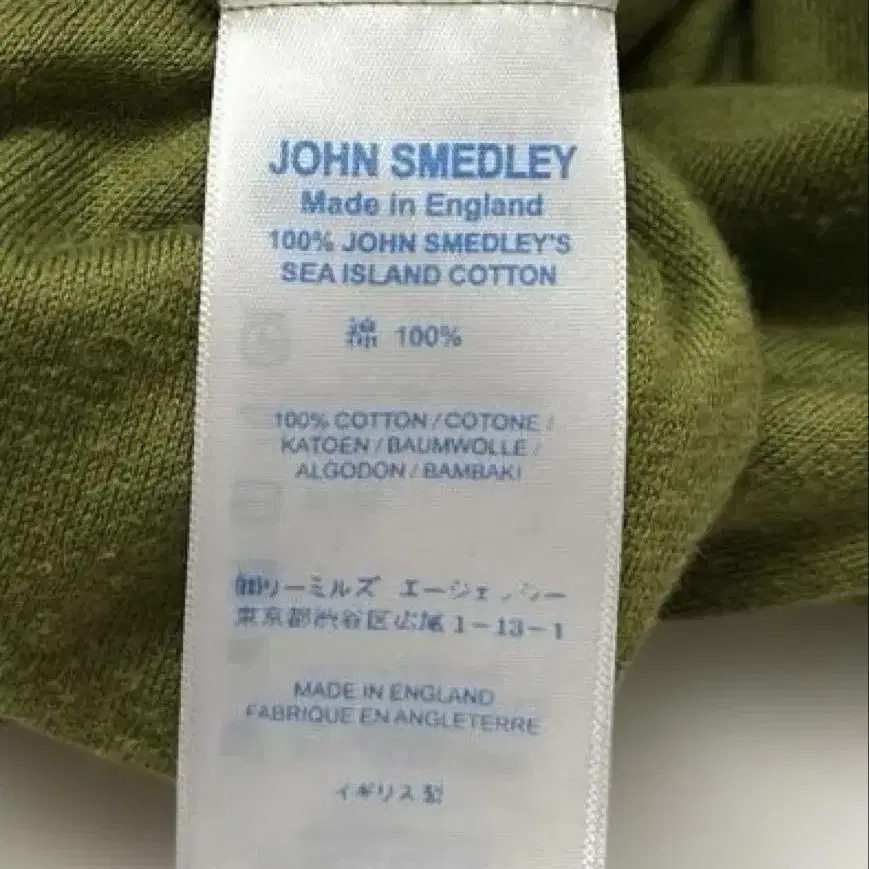 JOHN SMEDLEY
Made in England
100% JOHN SMEDLEY'S
SEA ISLAND COTTON
綿 100%
100% COTTON / COTONE /
KATOEN / BAUMWOLLE /
ALGODON / BAMBAKI
㈱リーミルズ エージェンシー
東京都渋谷区広尾 1-13-1
MADE IN ENGLAND
FABRIQUE EN ANGLETERRE
イギリス製